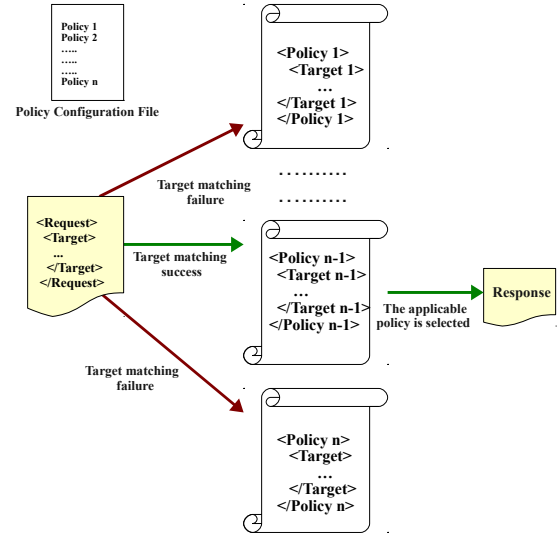 Policy 1
Policy 2
.....
.....
.....
Policy n
Policy Configuration File
<Policy 1>
<Target 1>
...
</Target 1>
</Policy 1>
Target matching
failure
..........
..........
<Request>
<Target>
...
</Target>
</Request>
Target matching
success
<Policy n-1>
<Target n-1>
...
</Target n-1>
</Policy n-1>
The applicable
policy is selected
Response
Target matching
failure
<Policy n>
<Target>
...
</Target>
</Policy n>